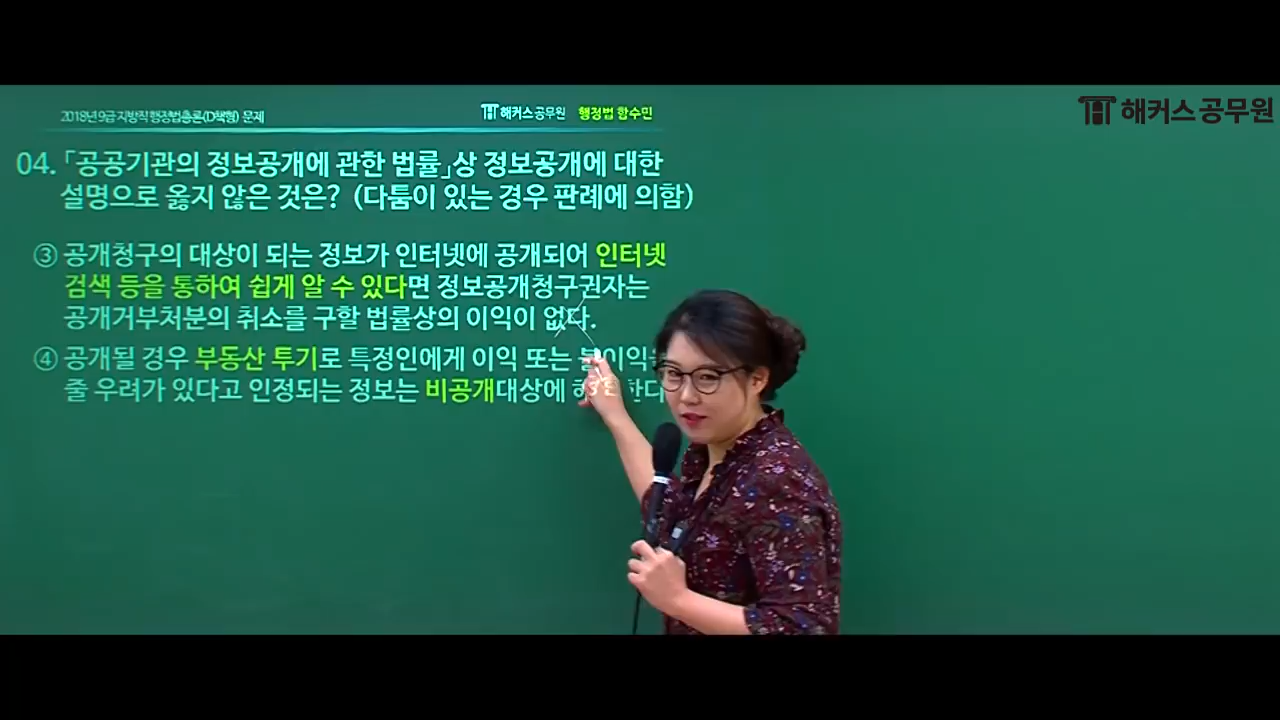 2018년 9급 지방직 행정법총론(D책형) 문제
해커스공무원 행정법 함수민
해커스공무원
04. 「공공기관의 정보공개에 관한 법률」상 정보공개에 대한
설명으로 옳지 않은 것은? (다툼이 있는 경우 판례에 의함)
③ 공개청구의 대상이 되는 정보가 인터넷에 공개되어 인터넷
검색 등을 통하여 쉽게 알 수 있다면 정보공개청구권자는
공개거부처분의 취소를 구할 법률상의 이익이 없다.
④ 공개될 경우 부동산 투기로 특정인에게 이익 또는 불이익을
줄 우려가 있다고 인정되는 정보는 비공개대상에